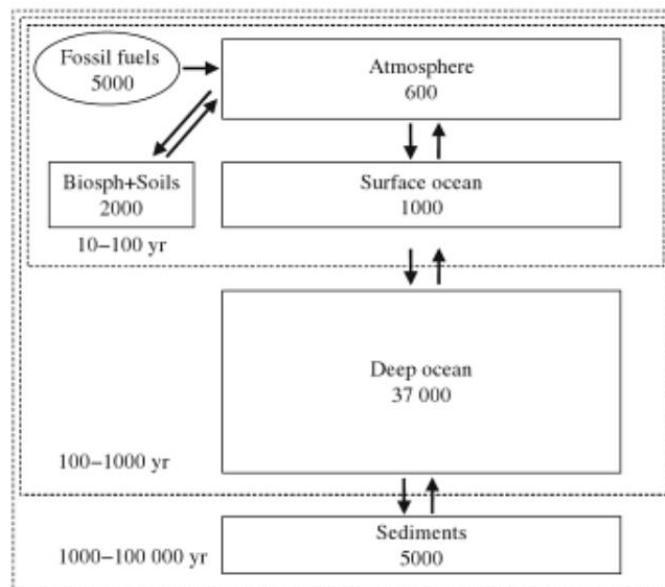 Fossil fuels
5000
Atmosphere
600
Biosph+Soils
2000
Surface ocean
1000
10–100 yr
Deep ocean
37 000
100–1000 yr
Sediments
5000
1000–100 000 yr